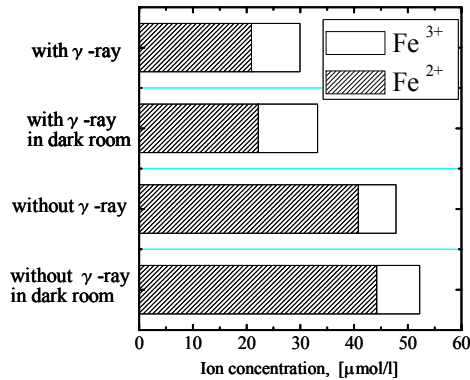 Fe 3+
Fe 2+
with γ -ray
with γ -ray
in dark room
without γ -ray
without γ -ray
in dark room
0 10 20 30 40 50 60
Ion concentration, [μmol/l]